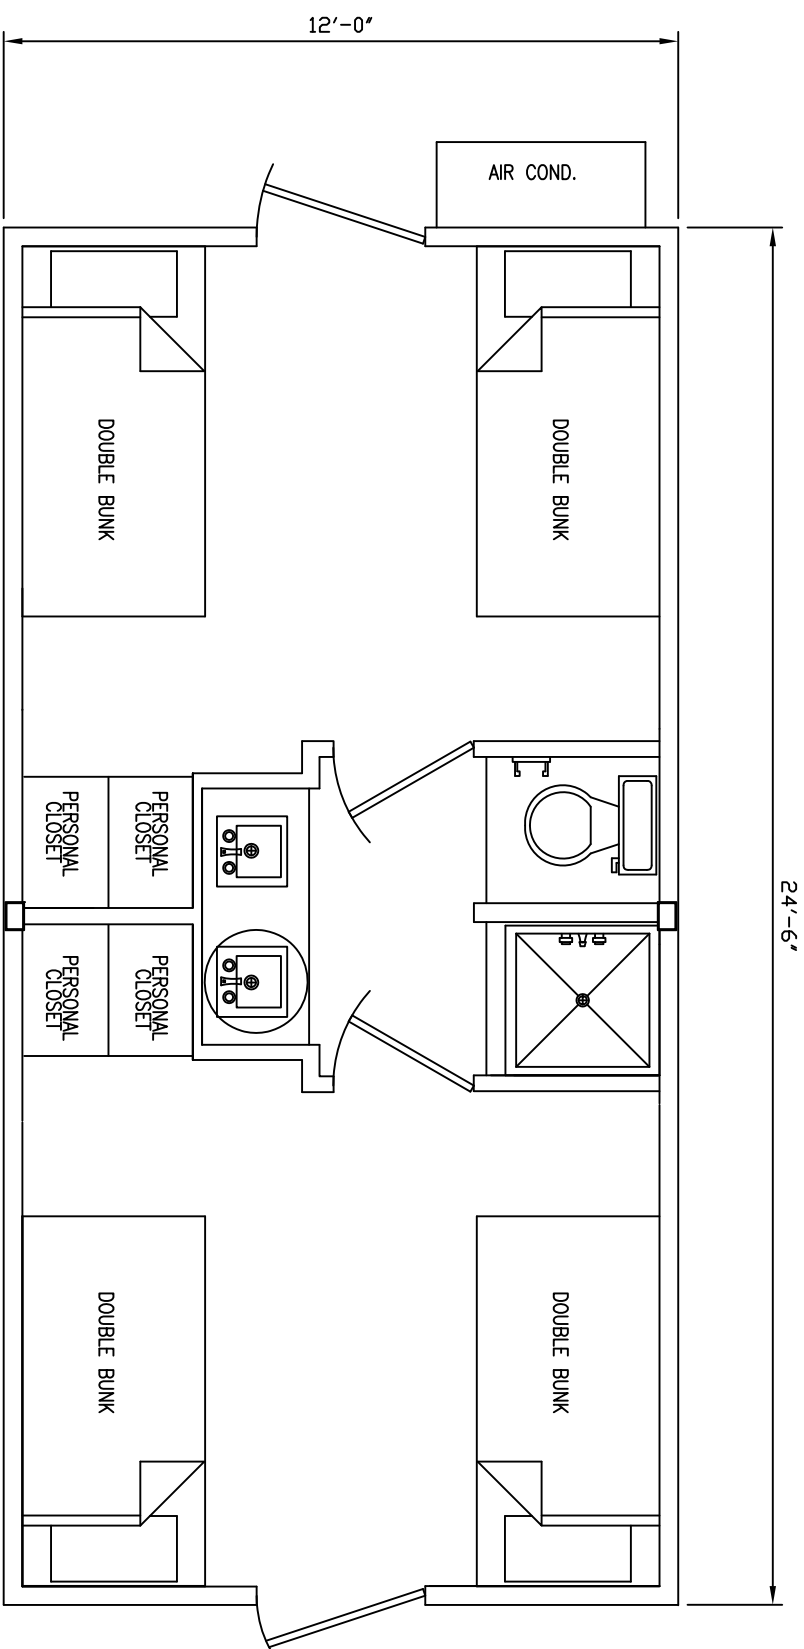 12'-0"
AIR COND.
DOUBLE BUNK
DOUBLE BUNK
PERSONAL
CLOSET
PERSONAL
CLOSET
24'-6"
PERSONAL
CLOSET
PERSONAL
CLOSET
DOUBLE BUNK
DOUBLE BUNK